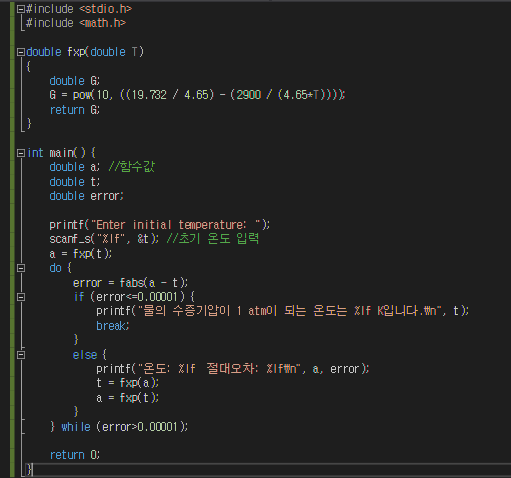 #include <stdio.h>
#include <math.h>
double fxp(double T)
{
double G;
G = pow(10, ((19.732 / 4.65) - (2900 / (4.65*T))));
return G;
}
int main() {
double a; //함수값
double t;
double error;
printf("Enter initial temperature: ");
scanf_s("%lf", &t); //초기 온도 입력
a = fxp(t);
do {
error = fabs(a - t);
if (error<=0.00001) {
printf("물의 수증기압이 1 atm이 되는 온도는 %lf K입니다.₩n", t);
break;
}
else {
printf("온도: %lf  절대오차: %lf₩n", a, error);
t = fxp(a);
a = fxp(t);
}
} while (error>0.00001);
return 0;
}